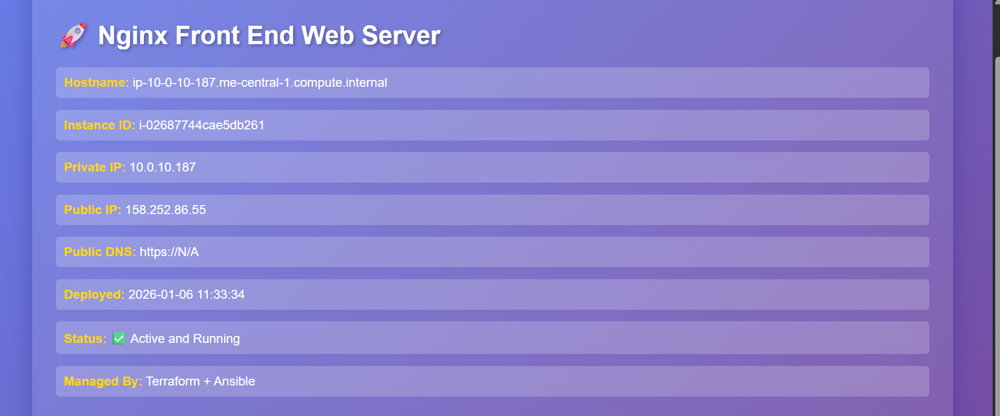 🚀 Nginx Front End Web Server
Hostname: ip-10-0-10-187.me-central-1.compute.internal
Instance ID: i-02687744cae5db261
Private IP: 10.0.10.187
Public IP: 158.252.86.55
Public DNS: https://N/A
Deployed: 2026-01-06 11:33:34
Status: ✅ Active and Running
Managed By: Terraform + Ansible